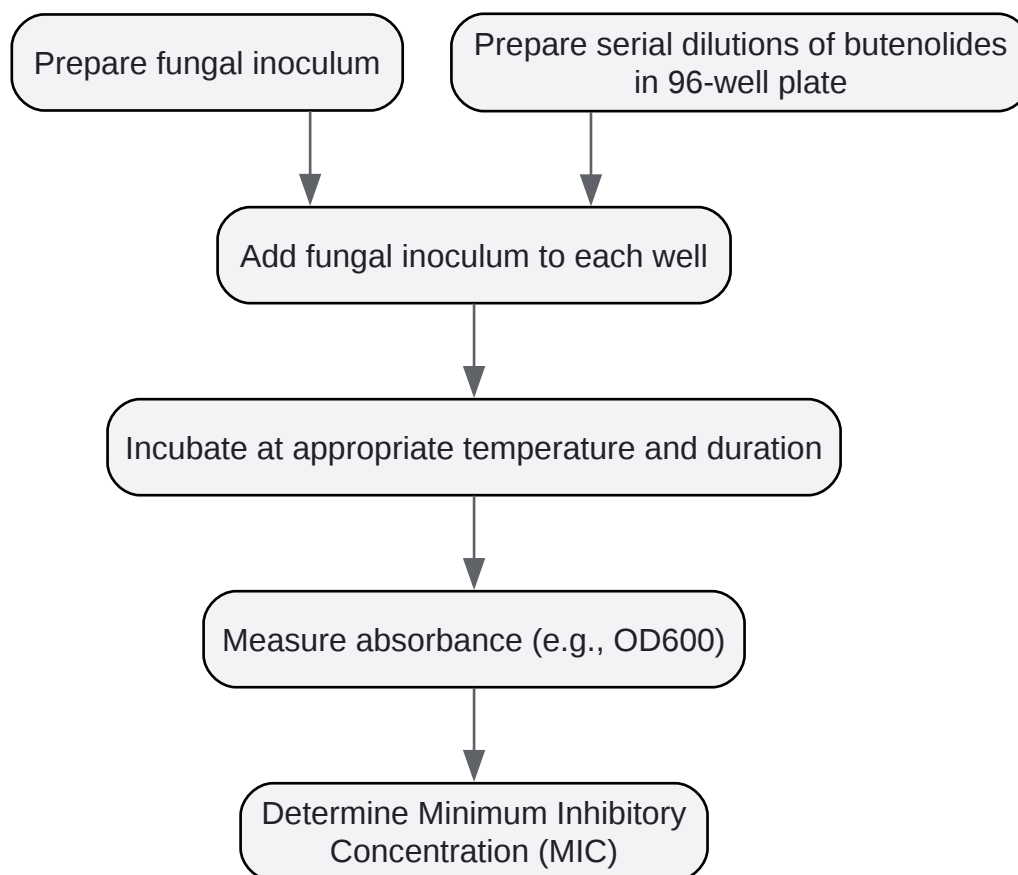 Prepare fungal inoculum
Prepare serial dilutions of butenolides
in 96-well plate
Add fungal inoculum to each well
Incubate at appropriate temperature and duration
Measure absorbance (e.g., OD600)
Determine Minimum Inhibitory
Concentration (MIC)